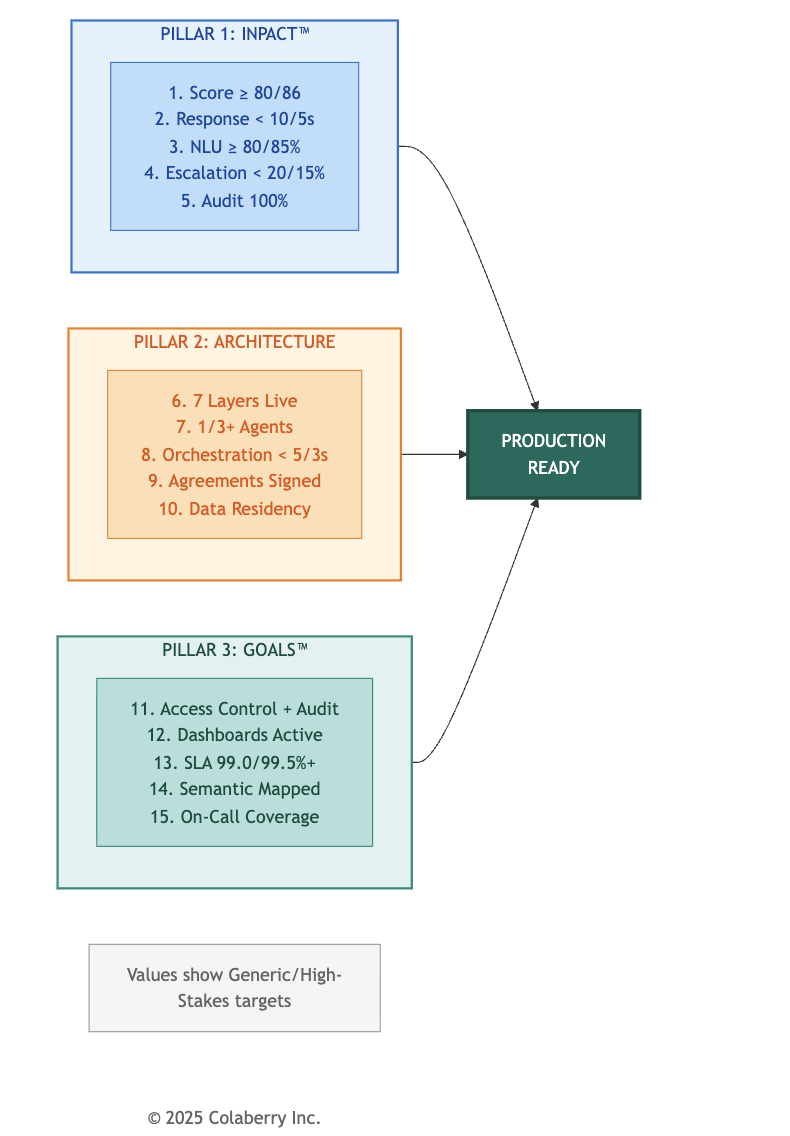 PILLAR 1: INPACT™
1. Score ≥ 80/86
2. Response < 10/5s
3. NLU ≥ 80/85%
4. Escalation < 20/15%
5. Audit 100%
PILLAR 2: ARCHITECTURE
6. 7 Layers Live
7. 1/3+ Agents
8. Orchestration < 5/3s
9. Agreements Signed
10. Data Residency
PRODUCTION
READY
PILLAR 3: GOALS™
11. Access Control + Audit
12. Dashboards Active
13. SLA 99.0/99.5%+
14. Semantic Mapped
15. On-Call Coverage
Values show Generic/High-
Stakes targets
© 2025 Colaberry Inc.